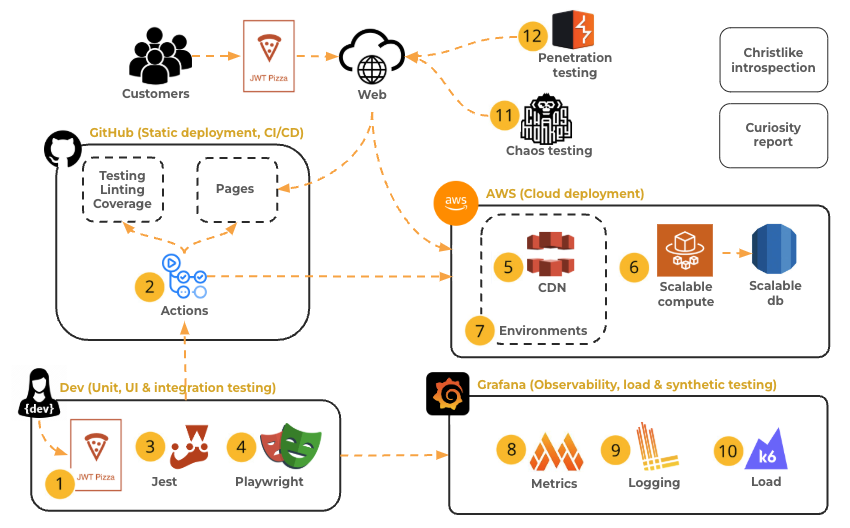 12
Penetration
testing
JWT Pizza
Customers
Web
11
CHAOS
MONKEY
Chaos testing
Christlike
introspection
Curiosity
report
GitHub (Static deployment, CI/CD)
Testing
Linting
Coverage
Pages
2
Actions
aws
AWS (Cloud deployment)
5
CDN
6
Scalable
compute
Scalable
db
7
Environments
{dev}
Dev (Unit, UI & integration testing)
1
JWT Pizza
3
Jest
4
Playwright
Grafana (Observability, load & synthetic testing)
8
Metrics
9
Logging
10
k6
Load